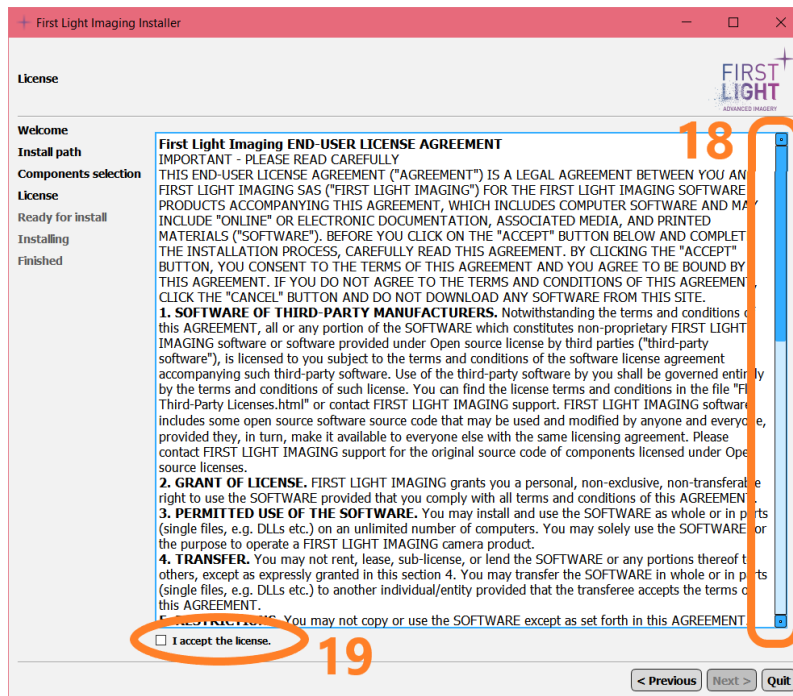 First Light Imaging Installer
License
FIRST
LIGHT
ADVANCED IMAGERY
18
Welcome
Install path
Components selection
License
Ready for install
Installing
Finished
First Light Imaging END-USER LICENSE AGREEMENT
IMPORTANT - PLEASE READ CAREFULLY
THIS END-USER LICENSE AGREEMENT ("AGREEMENT") IS A LEGAL AGREEMENT BETWEEN YOU AN
FIRST LIGHT IMAGING SAS ("FIRST LIGHT IMAGING") FOR THE FIRST LIGHT IMAGING SOFTWARE
PRODUCTS ACCOMPANYING THIS AGREEMENT, WHICH INCLUDES COMPUTER SOFTWARE AND MAY
INCLUDE "ONLINE" OR ELECTRONIC DOCUMENTATION, ASSOCIATED MEDIA, AND PRINTED
MATERIALS ("SOFTWARE"). BEFORE YOU CLICK ON THE "ACCEPT" BUTTON BELOW AND COMPLET
THE INSTALLATION PROCESS, CAREFULLY READ THIS AGREEMENT. BY CLICKING THE "ACCEPT"
BUTTON, YOU CONSENT TO THE TERMS OF THIS AGREEMENT AND YOU AGREE TO BE BOUND BY
THIS AGREEMENT. IF YOU DO NOT AGREE TO THE TERMS AND CONDITIONS OF THIS AGREEMENT,
CLICK THE "CANCEL" BUTTON AND DO NOT DOWNLOAD ANY SOFTWARE FROM THIS SITE.
1. SOFTWARE OF THIRD-PARTY MANUFACTURERS. Notwithstanding the terms and conditions of
this AGREEMENT, all or any portion of the SOFTWARE which constitutes non-proprietary FIRST LIGHT
IMAGING software or software provided under Open source license by third parties ("third-party
software"), is licensed to you subject to the terms and conditions of the software license agreement
accompanying such third-party software. Use of the third-party software by you shall be governed entirely
by the terms and conditions of such license. You can find the license terms and conditions in the file "F
Third-Party Licenses.html" or contact FIRST LIGHT IMAGING support. FIRST LIGHT IMAGING software
includes some open source software source code that may be used and modified by anyone and everyone,
provided they, in turn, make it available to everyone else with the same licensing agreement. Please
contact FIRST LIGHT IMAGING support for the original source code of components licensed under Ope
source licenses.
2. GRANT OF LICENSE. FIRST LIGHT IMAGING grants you a personal, non-exclusive, non-transferable
right to use the SOFTWARE provided that you comply with all terms and conditions of this AGREEMENT.
3. PERMITTED USE OF THE SOFTWARE. You may install and use the SOFTWARE as whole or in parts
(single files, e.g. DLLs etc.) on an unlimited number of computers. You may solely use the SOFTWARE for
the purpose to operate a FIRST LIGHT IMAGING camera product.
4. TRANSFER. You may not rent, lease, sub-license, or lend the SOFTWARE or any portions thereof t
others, except as expressly granted in this section 4. You may transfer the SOFTWARE in whole or in parts
(single files, e.g. DLLs etc.) to another individual/entity provided that the transferee accepts the terms o
this AGREEMENT.
5. RESTRICTIONS. You may not copy or use the SOFTWARE except as set forth in this AGREEMENT.
I accept the license.
19
< Previous
Next >
Quit